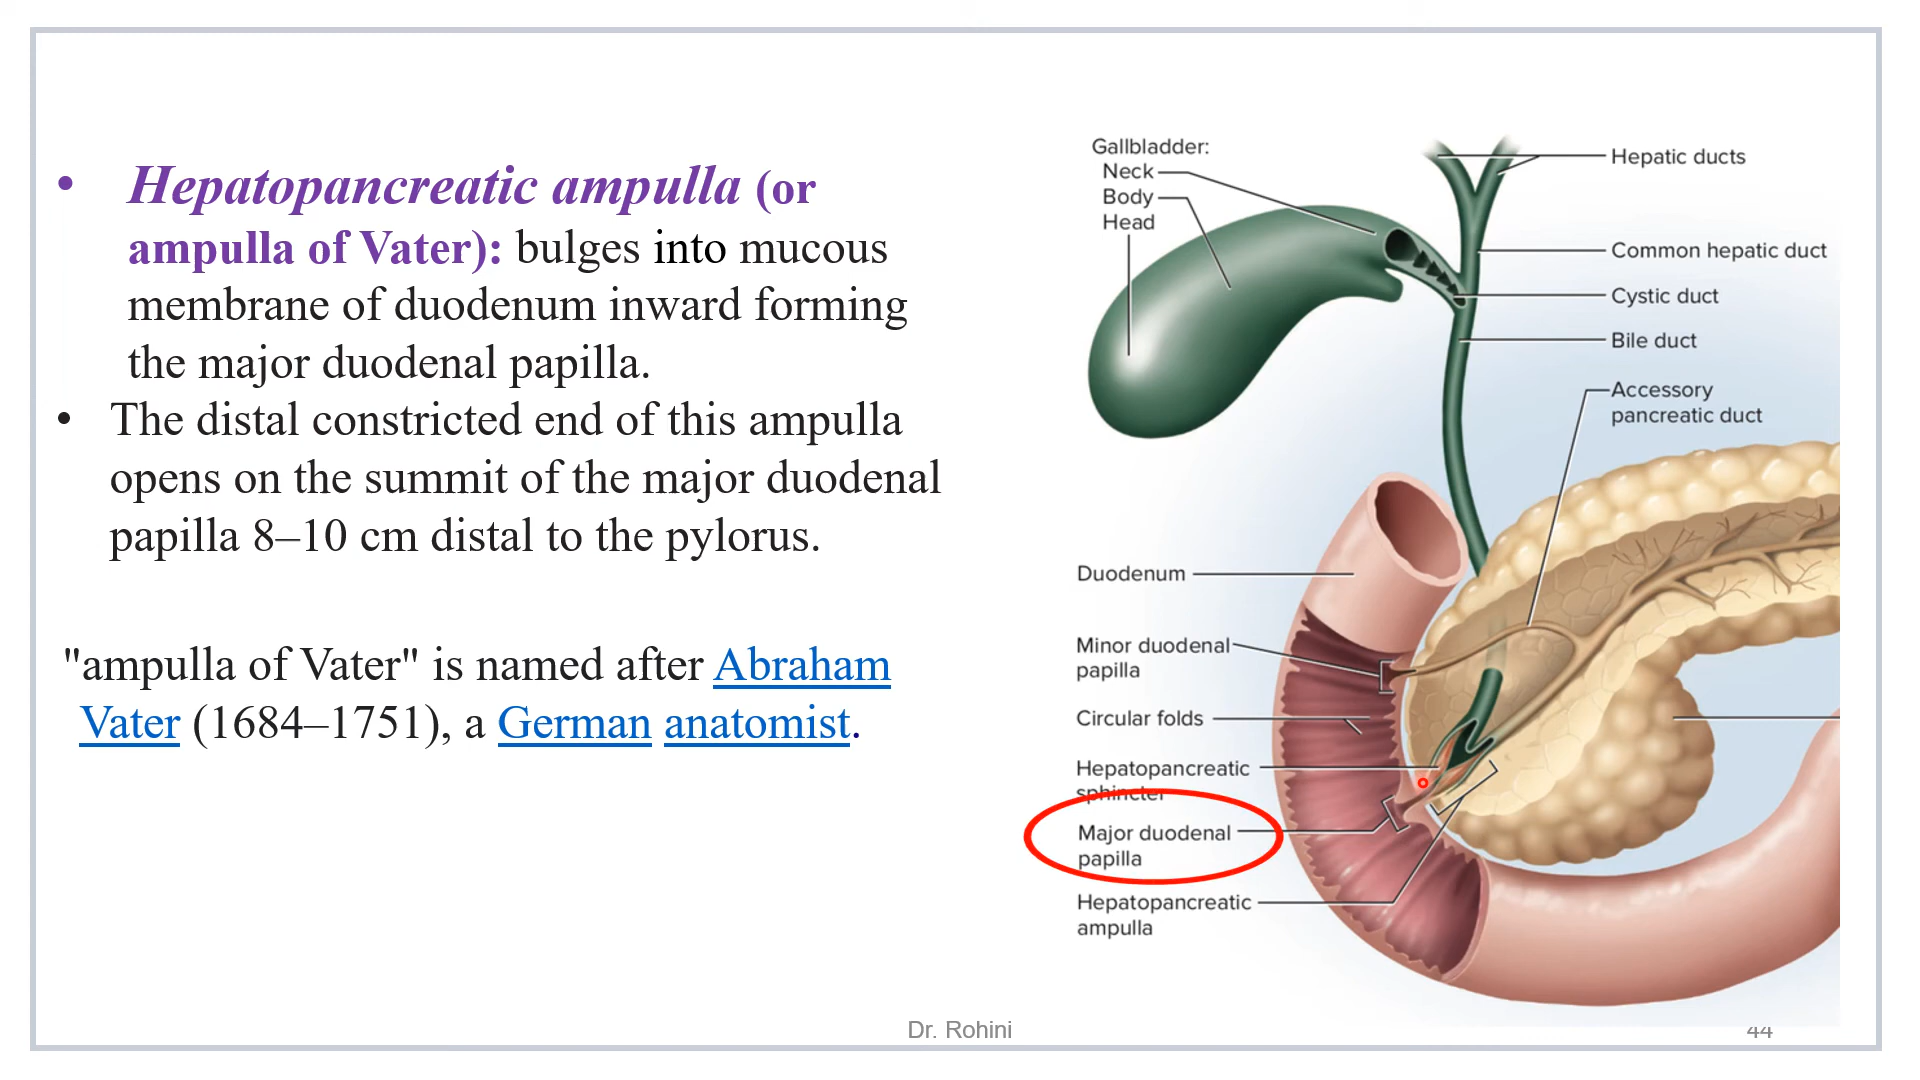 • Hepatopancreatic ampulla (or
ampulla of Vater): bulges into mucous
membrane of duodenum inward forming
the major duodenal papilla.
• The distal constricted end of this ampulla
opens on the summit of the major duodenal
papilla 8–10 cm distal to the pylorus.
"ampulla of Vater" is named after Abraham
Vater (1684–1751), a German anatomist.
Gallbladder:
Neck
Body
Head
Hepatic ducts
Common hepatic duct
Cystic duct
Bile duct
Accessory
pancreatic duct
Duodenum
Minor duodenal
papilla
Circular folds
Hepatopancreatic
sphincter
Major duodenal
papilla
Hepatopancreatic
ampulla
Dr. Rohini
44